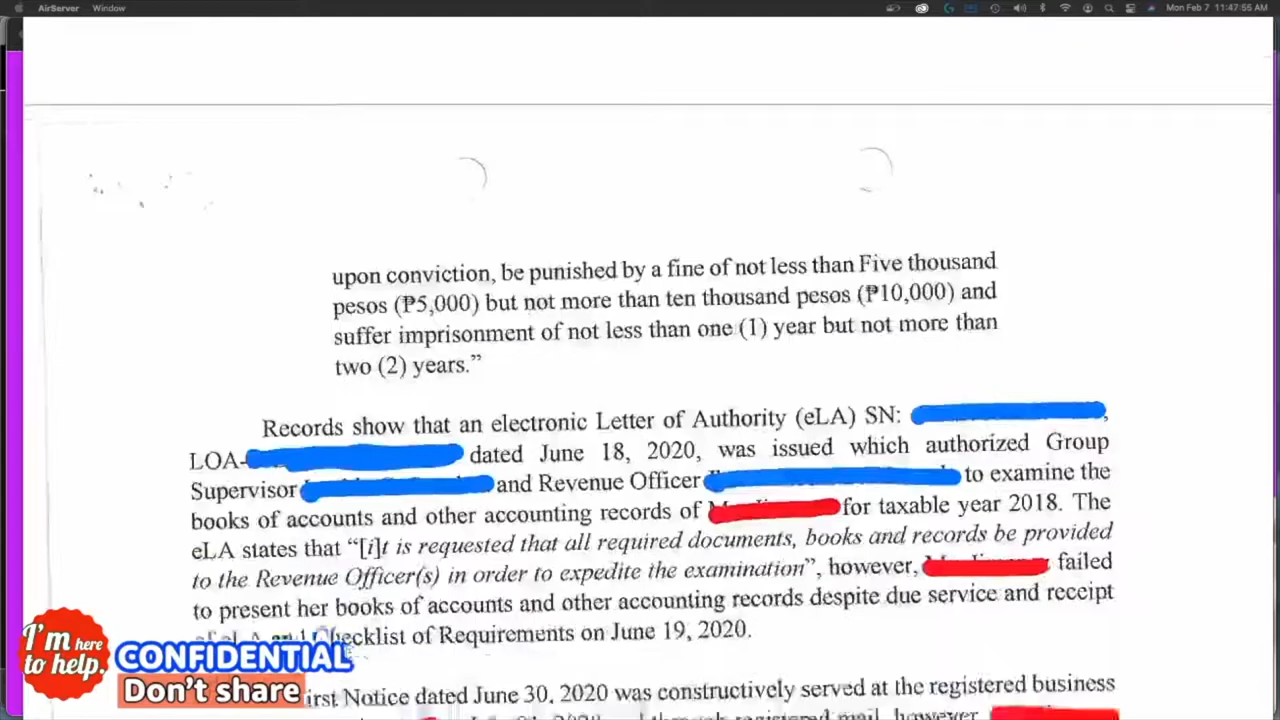 AirServer Window Mon Feb 7 11:47:55 AM
upon conviction, be punished by a fine of not less than Five thousand
pesos (₱5,000) but not more than ten thousand pesos (₱10,000) and
suffer imprisonment of not less than one (1) year but not more than
two (2) years.”
Records show that an electronic Letter of Authority (eLA) SN: ,
LOA- dated June 18, 2020, was issued which authorized Group
Supervisor and Revenue Officer to examine the
books of accounts and other accounting records of for taxable year 2018. The
eLA states that “[i]t is requested that all required documents, books and records be provided
to the Revenue Officer(s) in order to expedite the examination”, however, failed
to present her books of accounts and other accounting records despite due service and receipt
of eLA and Checklist of Requirements on June 19, 2020.
irst Notice dated June 30, 2020 was constructively served at the registered business
through registered mail, however,
I'm here
to help.
CONFIDENTIAL
Don't share